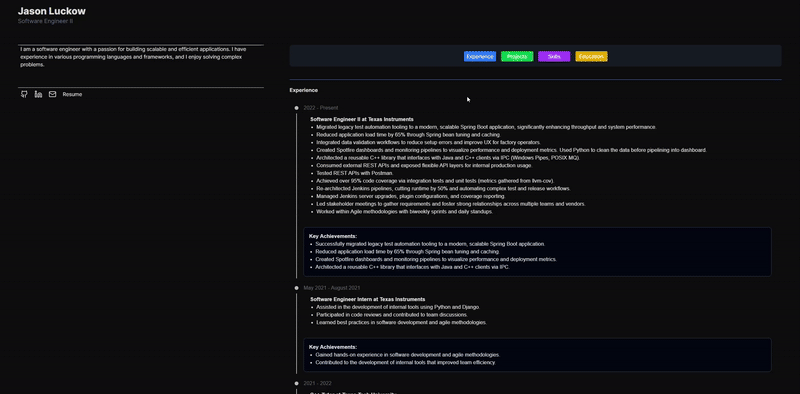 Jason Luckow
Software Engineer II
I am a software engineer with a passion for building scalable and efficient applications. I have
experience in various programming languages and frameworks, and I enjoy solving complex
problems.
Resume
Experience
Projects
Skills
Education
Experience
2022 - Present
Software Engineer II at Texas Instruments
Migrated legacy test automation tooling to a modern, scalable Spring Boot application, significantly enhancing throughput and system performance.
Reduced application load time by 65% through Spring bean tuning and caching.
Integrated data validation workflows to reduce setup errors and improve UX for factory operators.
Created Spotfire dashboards and monitoring pipelines to visualize performance and deployment metrics. Used Python to clean the data before pipelining into dashboard.
Architected a reusable C++ library that interfaces with Java and C++ clients via IPC (Windows Pipes, POSIX MQ).
Consumed external REST APIs and exposed flexible API layers for internal production usage.
Tested REST APIs with Postman.
Achieved over 95% code coverage via integration tests and unit tests (metrics gathered from llvm-cov).
Re-architected Jenkins pipelines, cutting runtime by 50% and automating complex test and release workflows.
Managed Jenkins server upgrades, plugin configurations, and coverage reporting.
Led stakeholder meetings to gather requirements and foster strong relationships across multiple teams and vendors.
Worked within Agile methodologies with biweekly sprints and daily standups.
Key Achievements:
Successfully migrated legacy test automation tooling to a modern, scalable Spring Boot application.
Reduced application load time by 65% through Spring bean tuning and caching.
Created Spotfire dashboards and monitoring pipelines to visualize performance and deployment metrics.
Architected a reusable C++ library that interfaces with Java and C++ clients via IPC.
May 2021 - August 2021
Software Engineer Intern at Texas Instruments
Assisted in the development of internal tools using Python and Django.
Participated in code reviews and contributed to team discussions.
Learned best practices in software development and agile methodologies.
Key Achievements:
Gained hands-on experience in software development and agile methodologies.
Contributed to the development of internal tools that improved team efficiency.
2021 - 2022